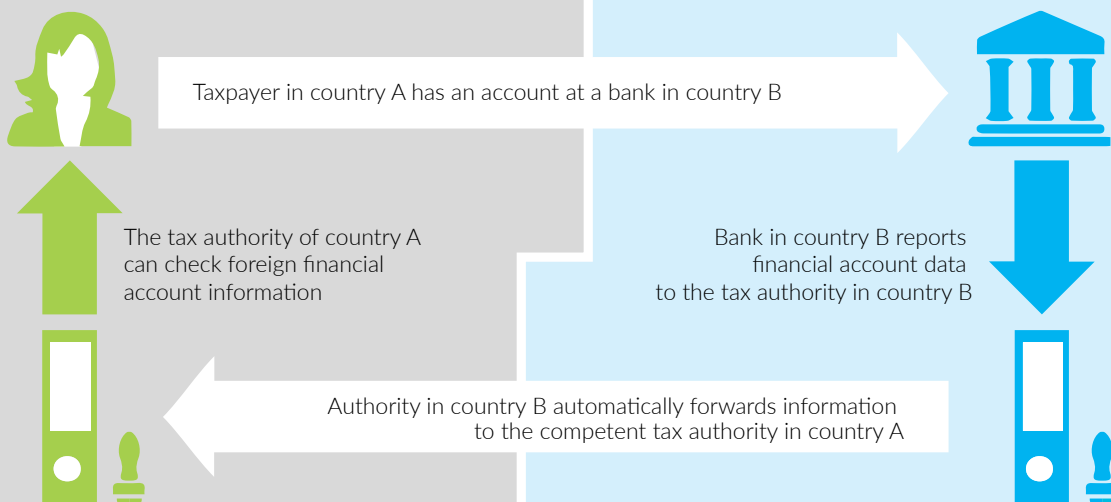 Taxpayer in country A has an account at a bank in country B
The tax authority of country A
can check foreign financial
account information
Bank in country B reports
financial account data
to the tax authority in country B
Authority in country B automatically forwards information
to the competent tax authority in country A